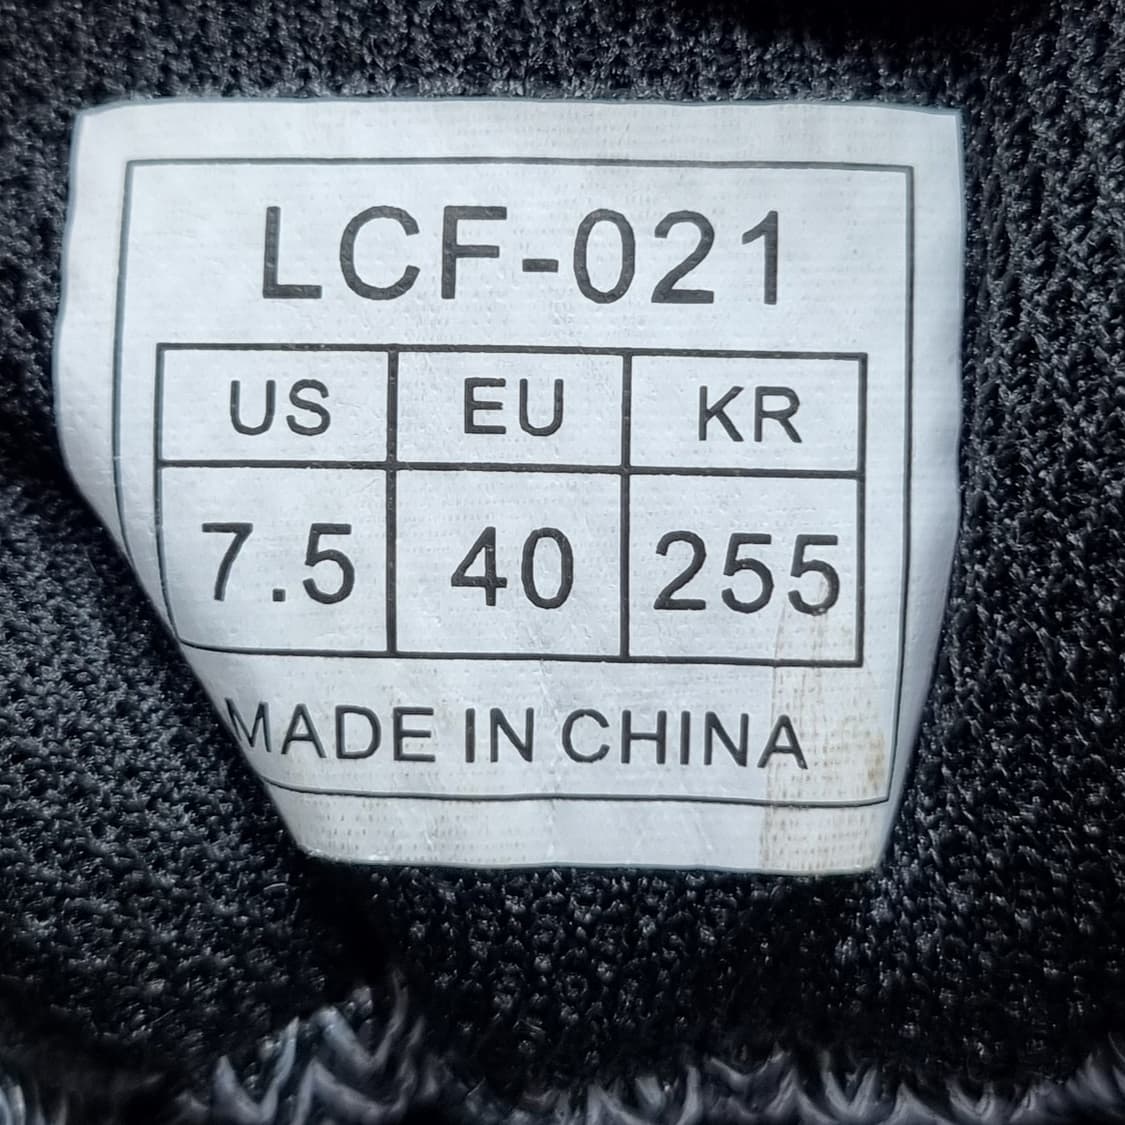 LCF-021
US EU KR
7.5 40 255
MADE IN CHINA